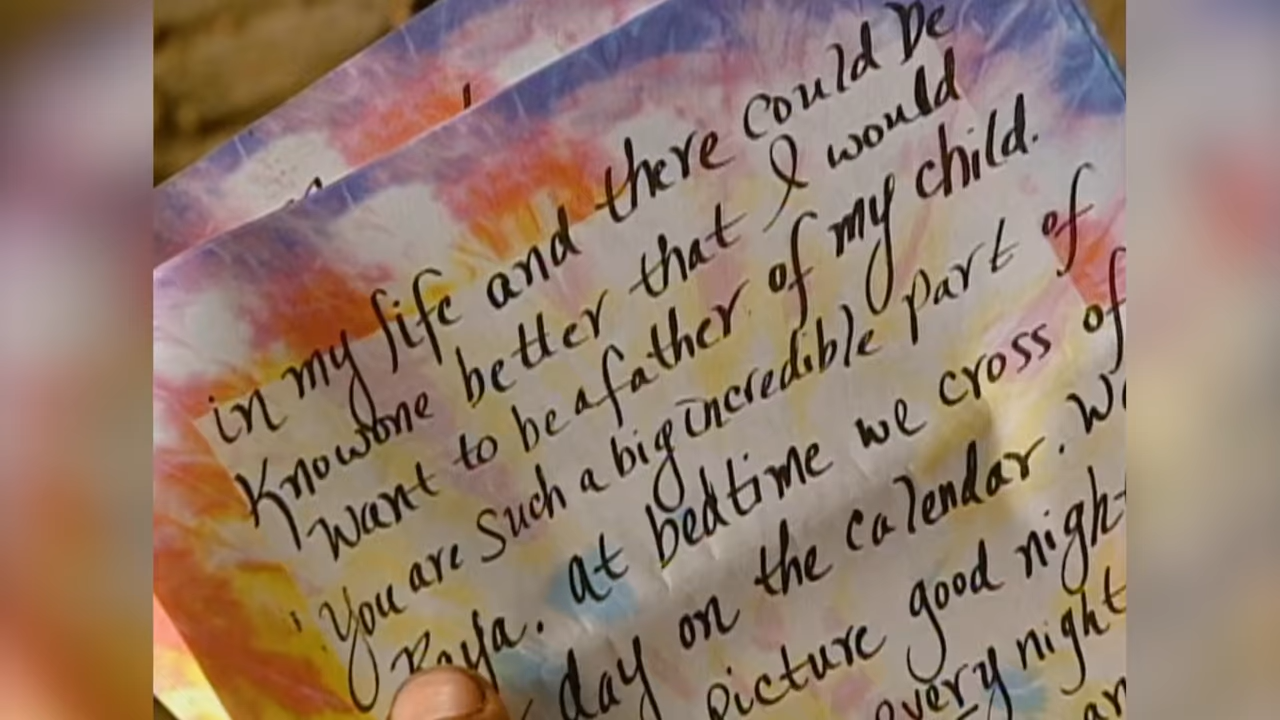 in my life and there could be
Knowone better that I would
want to be a father of my child.
You are Such a big incredible part of
at bedtime we cross of
day on the calendar.
picture good nigh
every night